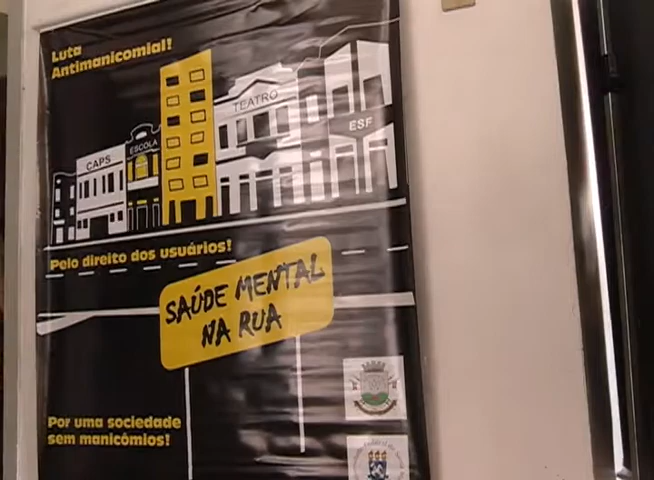 Luta
Antimanicomial!
TEATRO
CAPS
ESCOLA
ESF
Pelo direito dos usuários!
SAÚDE MENTAL
NA RUA
Por uma sociedade
sem manicômios!